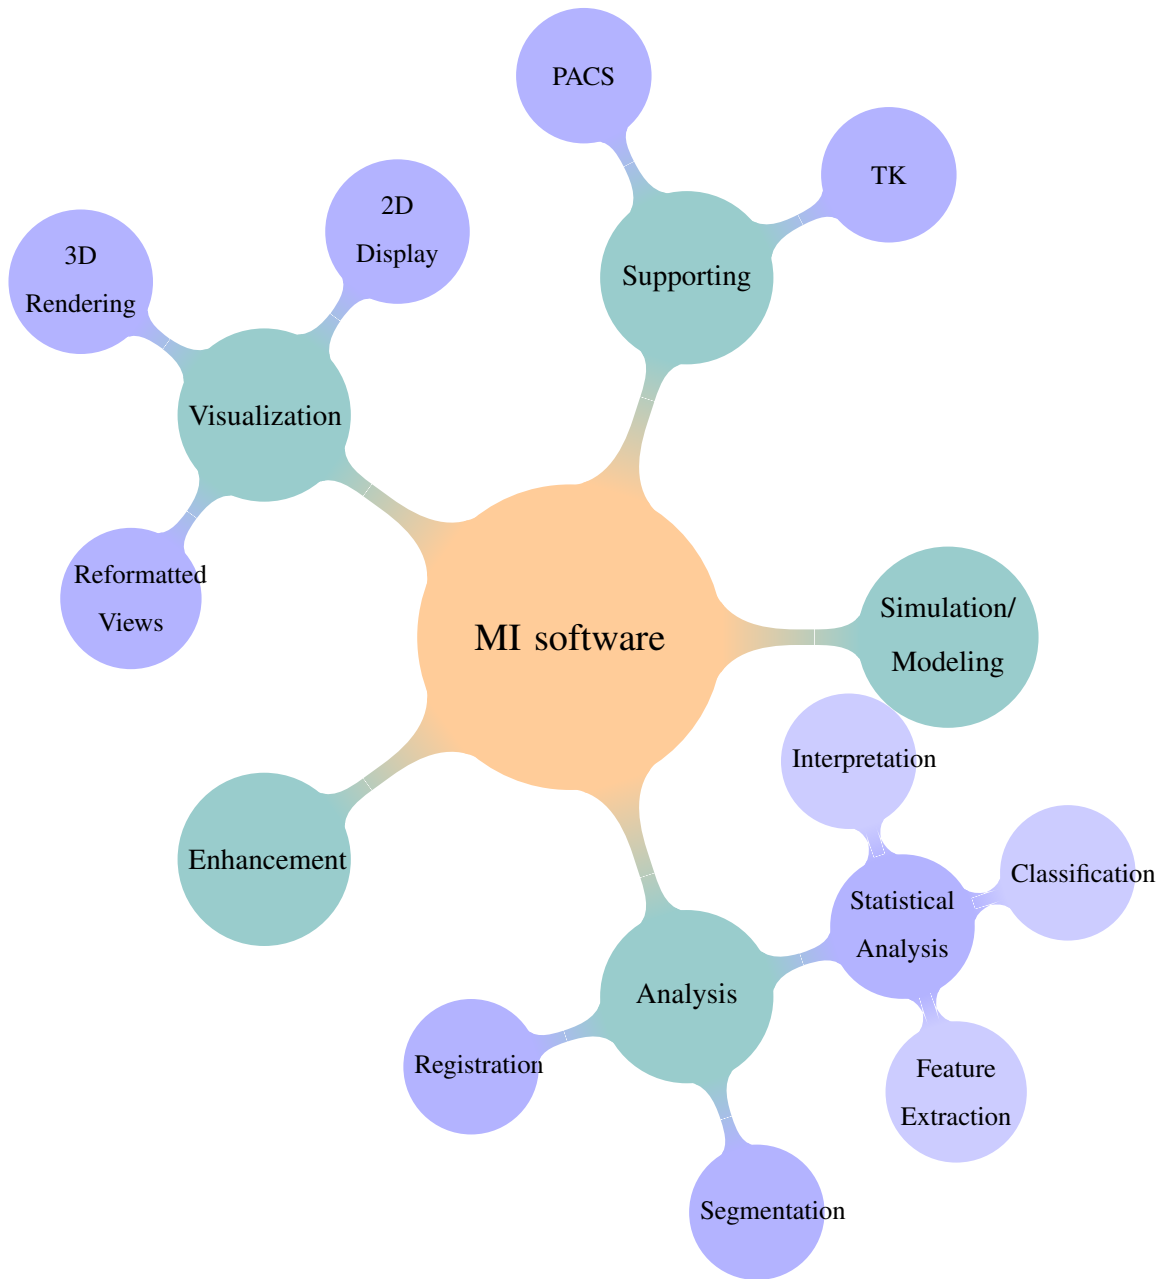 PACS
TK
2D
Display
3D
Rendering
Supporting
Visualization
Reformatted
Views
MI software
Simulation/
Modeling
Interpretation
Enhancement
Classification
Statistical
Analysis
Analysis
Registration
Feature
Extraction
Segmentation